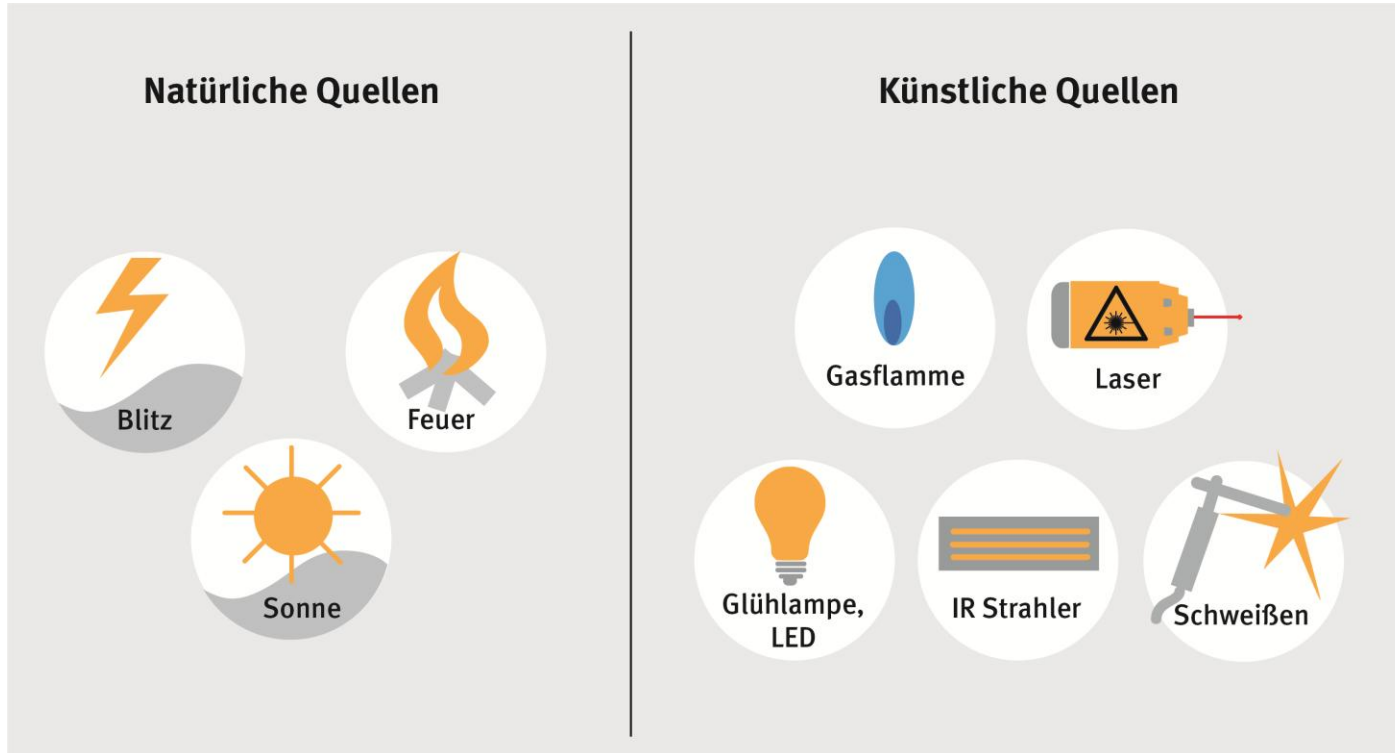 Natürliche Quellen
Blitz
Feuer
Sonne
Künstliche Quellen
Gasflamme
Laser
Glühlampe,
LED
IR Strahler
Schweißen